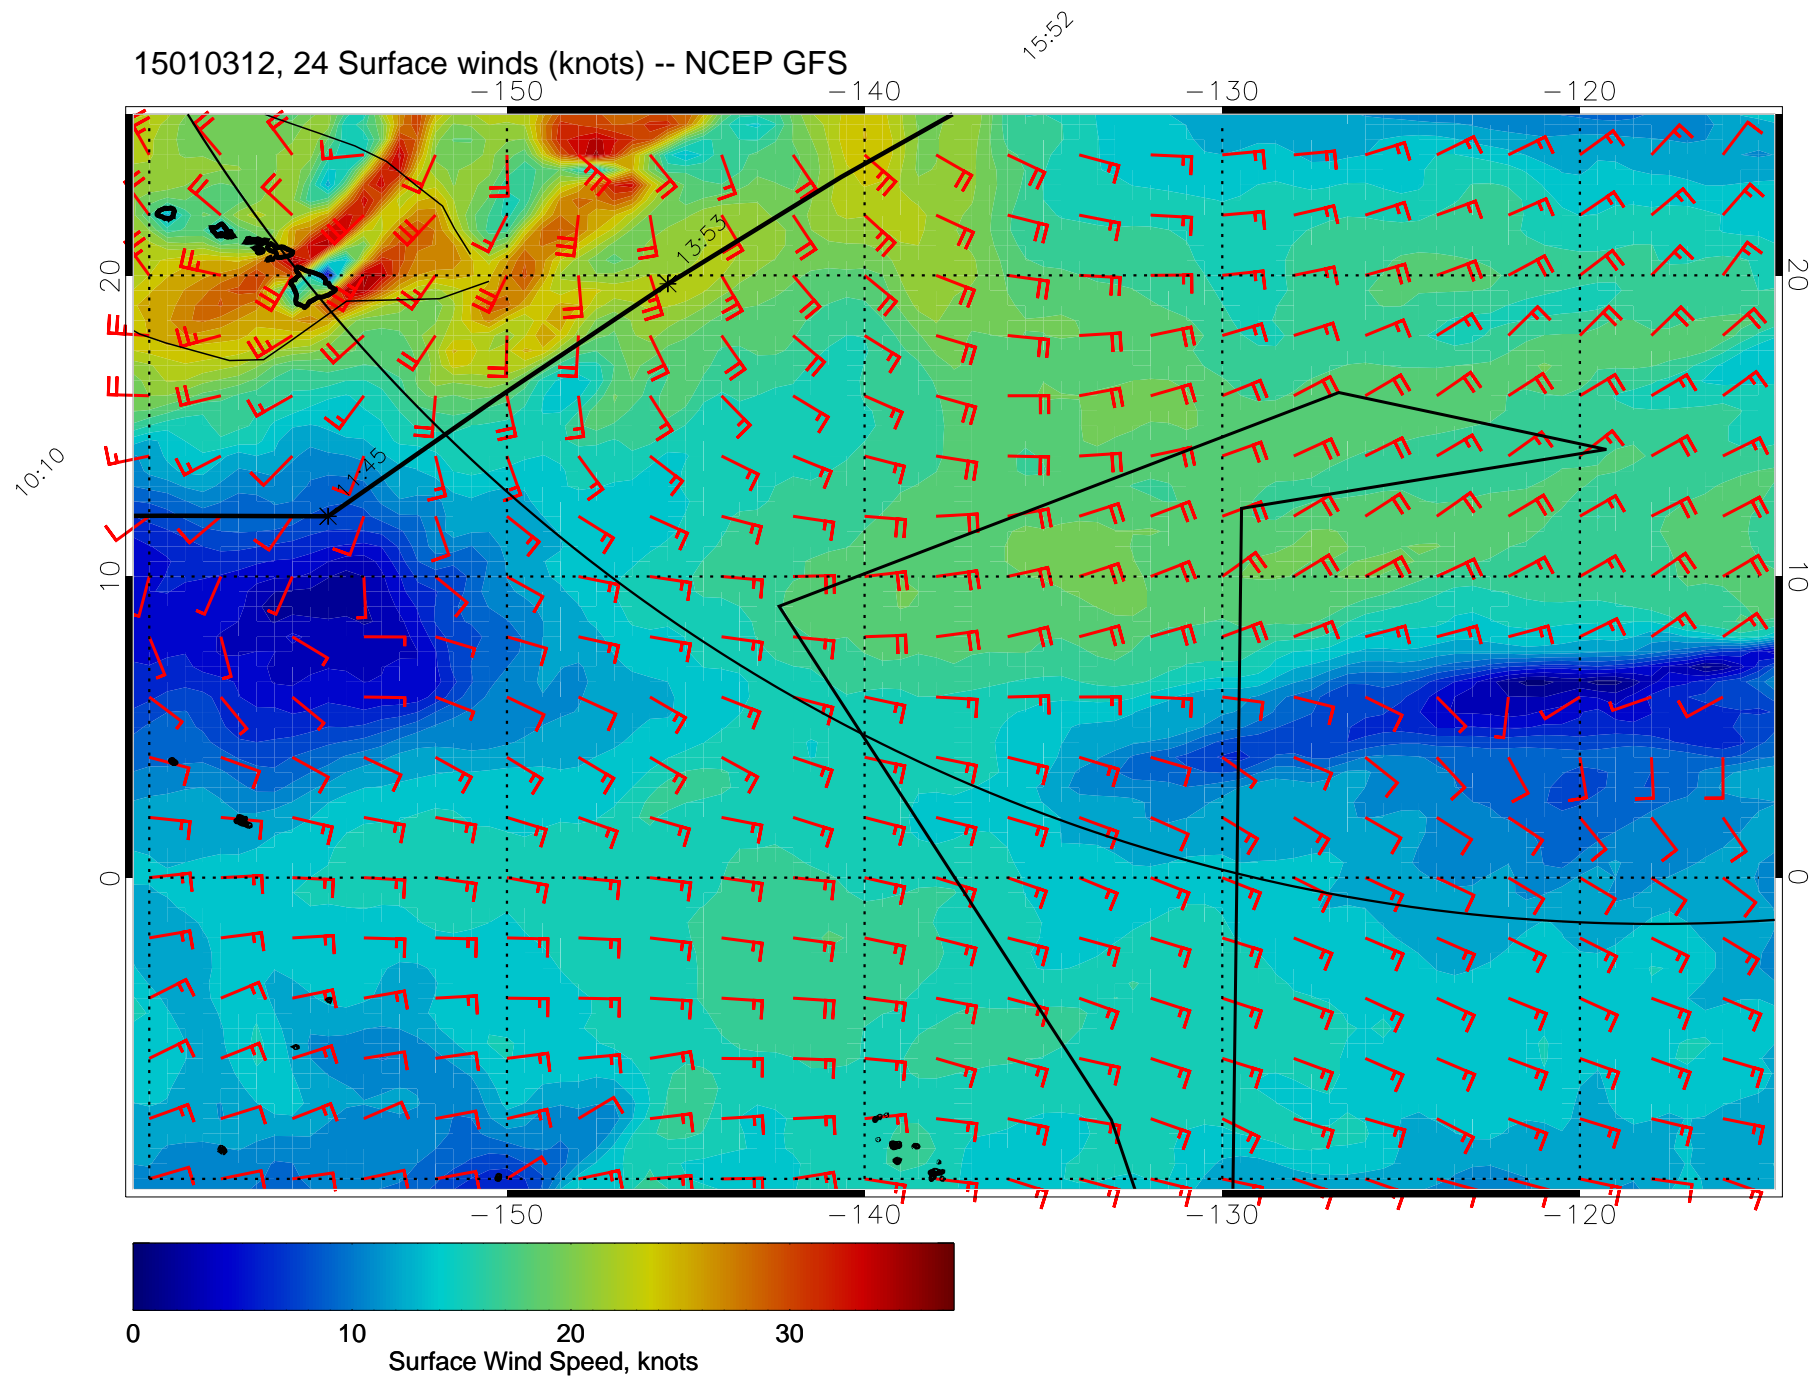 15:52
15010312, 24 Surface winds (knots) -- NCEP GFS
-150 -140 -130 -120
13:53
20 20
11:45
10:10
10 10
0 0
-150 -140 -130 -120
0 10 20 30
Surface Wind Speed, knots